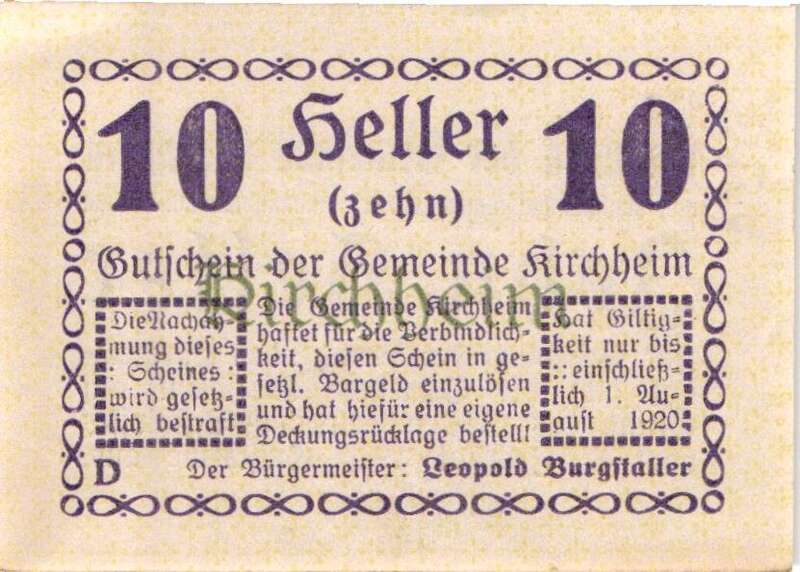 10 Heller 10
(zehn)
Gutschein der Gemeinde Kirchheim
Kirchheim
Die Nachah-
mung dieses
: Scheines :
wird gesetz-
lich bestraft
Die Gemeinde Kirchheim
haftet für die Verbindlich-
keit, diesen Schein in ge-
setzl. Bargeld einzulösen
und hat hiefür eine eigene
Deckungsrücklage bestellt
Hat Giltig-
keit nur bis
:: einschließ-
lich 1. Au-
gust 1920
D Der Bürgermeister: Leopold Burgstaller